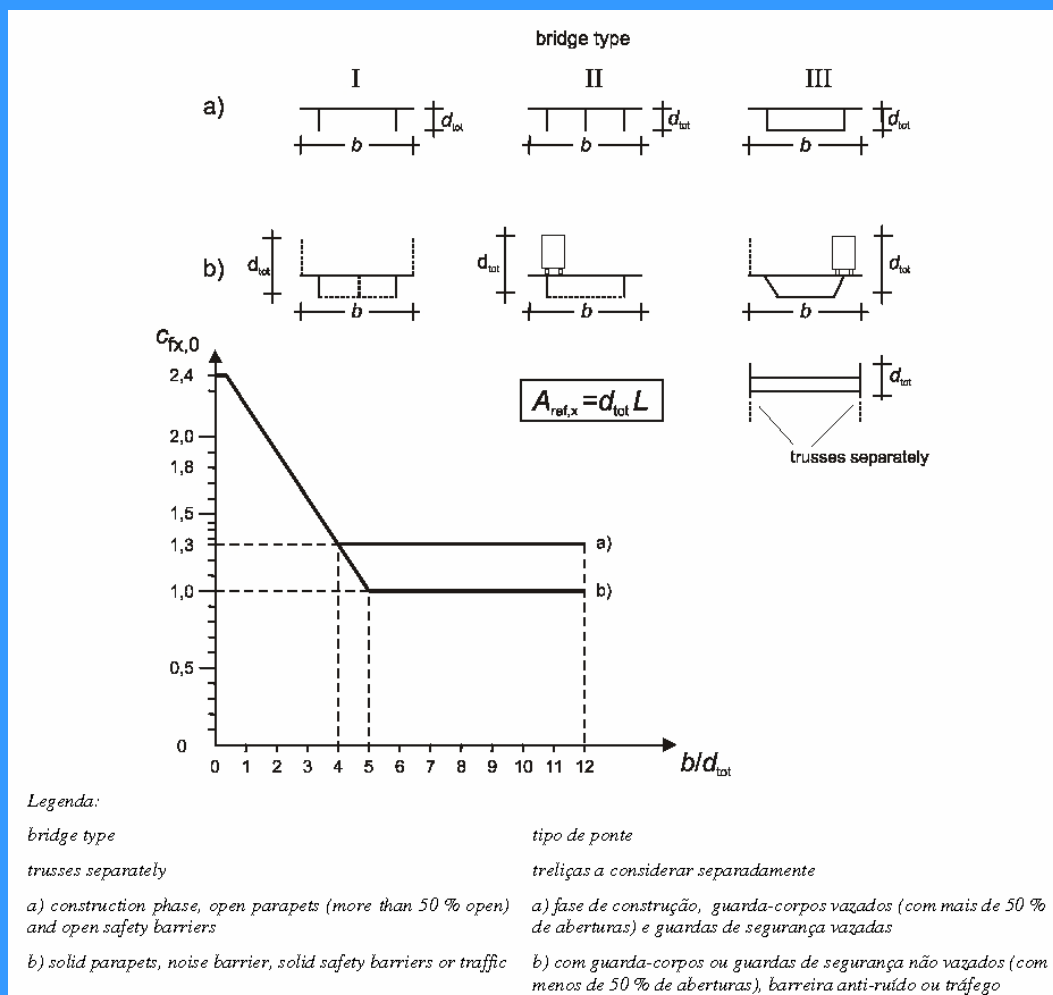 bridge type
I II III
a) d_tot d_tot d_tot
b b b
b) d_tot d_tot d_tot
b b b
c_fx,0
2,4
A_ref,x = d_tot L
d_tot
2,0
1,8
trusses separately
1,5
1,3 a)
1,0 b)
0,5
0
0 1 2 3 4 5 6 7 8 9 10 11 12 b/d_tot
Legenda:
bridge type tipo de ponte
trusses separately treliças a considerar separadamente
a) construction phase, open parapets (more than 50 % open)
and open safety barriers
a) fase de construção, guarda-corpos vazados (com mais de 50 %
de aberturas) e guardas de segurança vazadas
b) solid parapets, noise barrier, solid safety barriers or traffic
b) com guarda-corpos ou guardas de segurança não vazados (com
menos de 50 % de aberturas), barreira anti-ruído ou tráfego